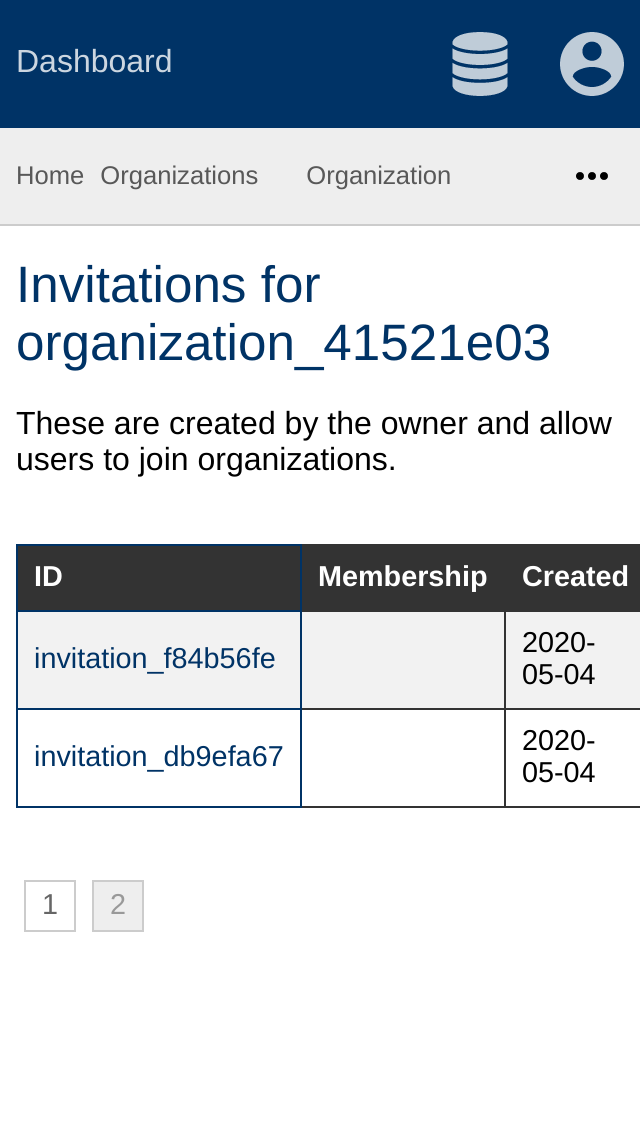 Dashboard
Home Organizations Organization
Invitations for
organization_41521e03
These are created by the owner and allow
users to join organizations.
ID Membership Created
invitation_f84b56fe 2020-
05-04
invitation_db9efa67 2020-
05-04
1 2